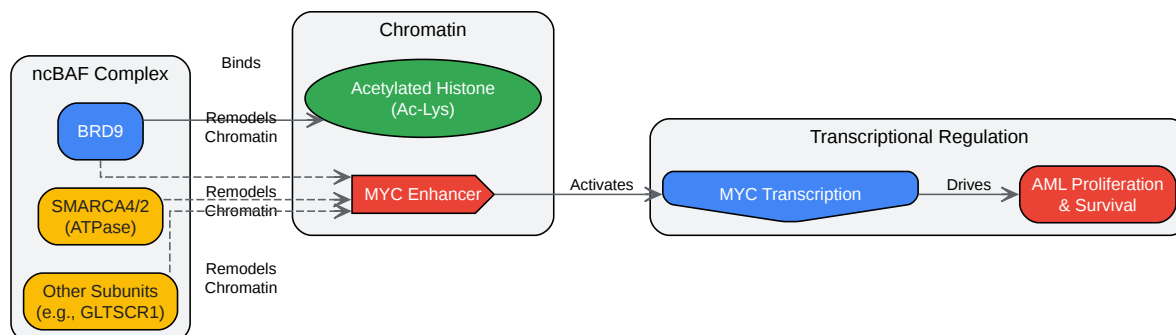 ncBAF Complex
BRD9
SMARCA4/2
(ATPase)
Other Subunits
(e.g., GLTSCR1)
Binds
Remodels
Chromatin
Remodels
Chromatin
Remodels
Chromatin
Chromatin
Acetylated Histone
(Ac-Lys)
MYC Enhancer
Activates
Transcriptional Regulation
MYC Transcription
Drives
AML Proliferation
& Survival